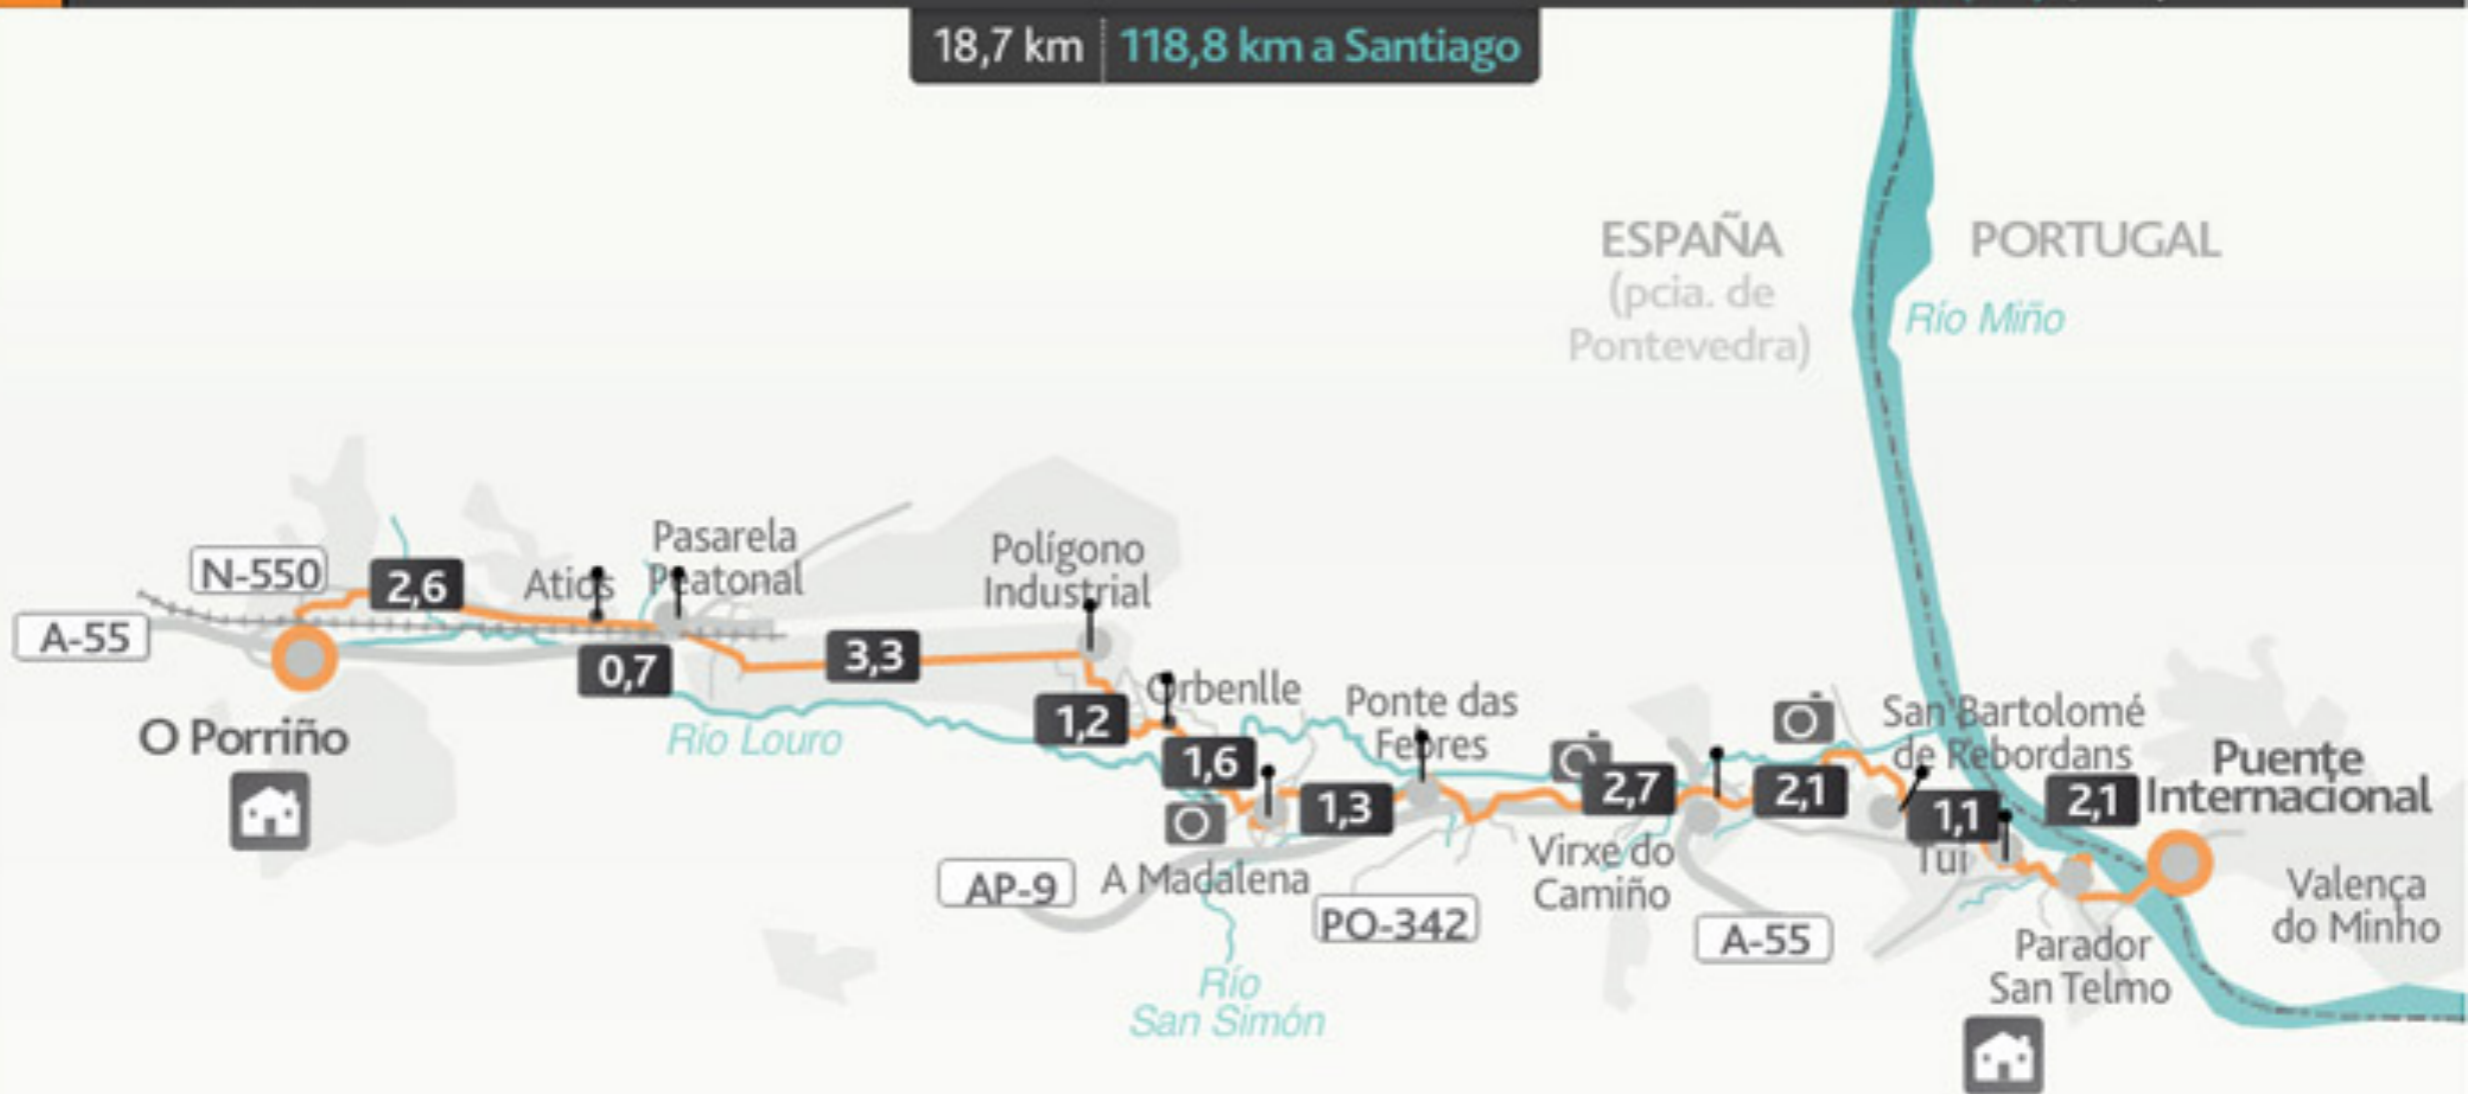 18,7 km 118,8 km a Santiago
ESPAÑA
(pcia. de
Pontevedra)
PORTUGAL
Río Miño
N-550
2,6
A-55
Atios
Pasarela
Peatonal
Polígono
Industrial
0,7
3,3
O Porriño
Río Louro
1,2
Orbenlle
1,6
Ponte das
Febres
1,3
AP-9
A Madalena
PO-342
Río
San Simón
2,7
Virxe do
Camiño
2,1
A-55
San Bartolomé
de Rebordans
1,1
Tui
2,1
Puente
Internacional
Valença
do Minho
Parador
San Telmo